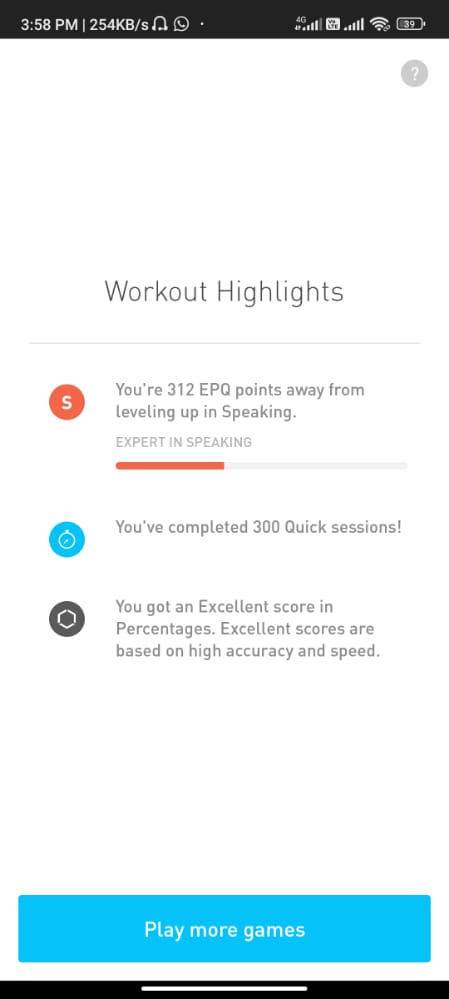 3:58 PM | 254KB/s
4G
Vo
LTE
39
?
Workout Highlights
S
You're 312 EPQ points away from
leveling up in Speaking.
EXPERT IN SPEAKING
You've completed 300 Quick sessions!
You got an Excellent score in
Percentages. Excellent scores are
based on high accuracy and speed.
Play more games